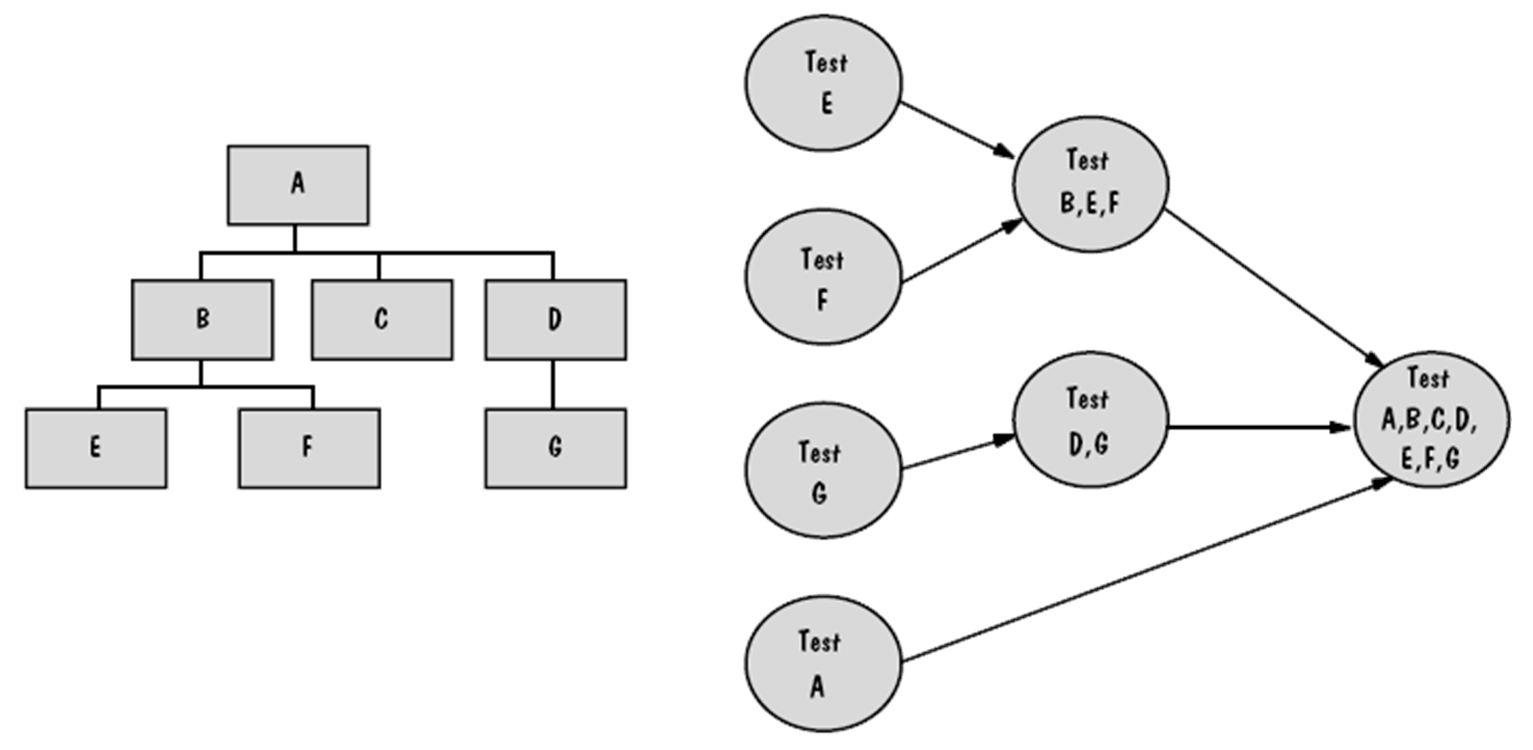 A
B
C
D
E
F
G
Test
E
Test
F
Test
G
Test
A
Test
B,E,F
Test
D,G
Test
A,B,C,D,
E,F,G